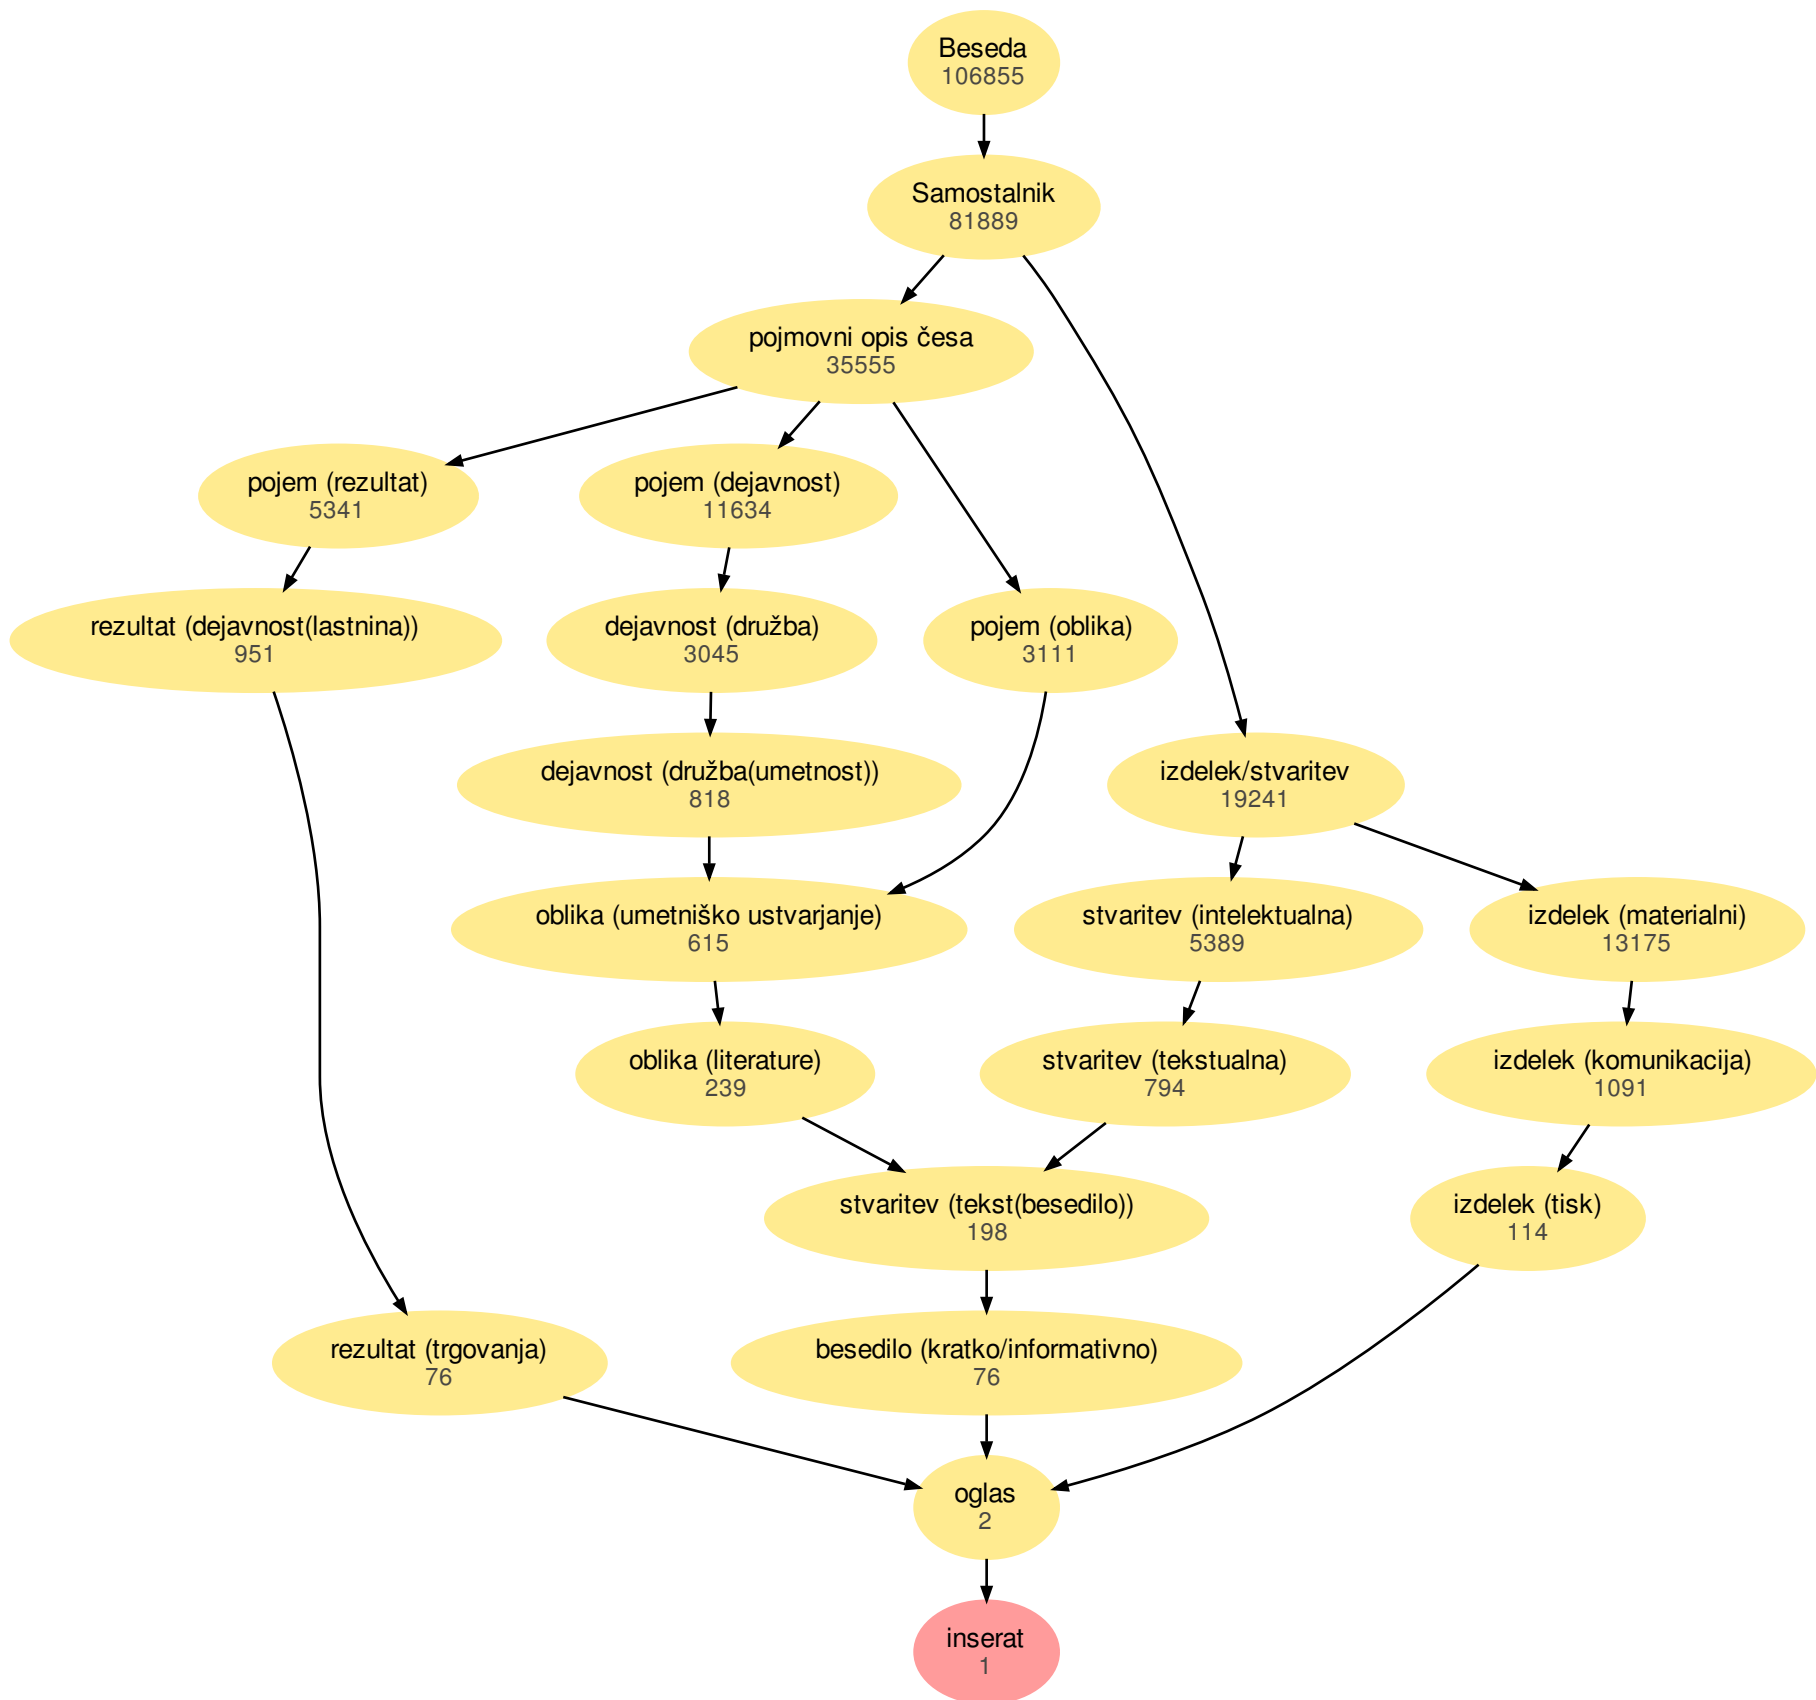 Beseda
106855
Samostalnik
81889
pojmovni opis česa
35555
pojem (rezultat)
5341
pojem (dejavnost)
11634
rezultat (dejavnost(lastnina))
951
dejavnost (družba)
3045
pojem (oblika)
3111
dejavnost (družba(umetnost))
818
izdelek/stvaritev
19241
oblika (umetniško ustvarjanje)
615
stvaritev (intelektualna)
5389
izdelek (materialni)
13175
oblika (literature)
239
stvaritev (tekstualna)
794
izdelek (komunikacija)
1091
stvaritev (tekst(besedilo))
198
izdelek (tisk)
114
rezultat (trgovanja)
76
besedilo (kratko/informativno)
76
oglas
2
inserat
1